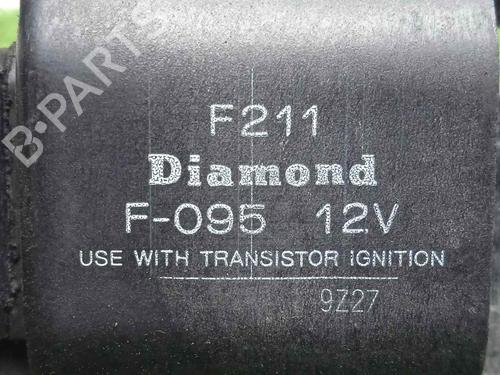 B-PARTS
F211
Diamond
F-095 12V
USE WITH TRANSISTOR IGNITION
9Z27